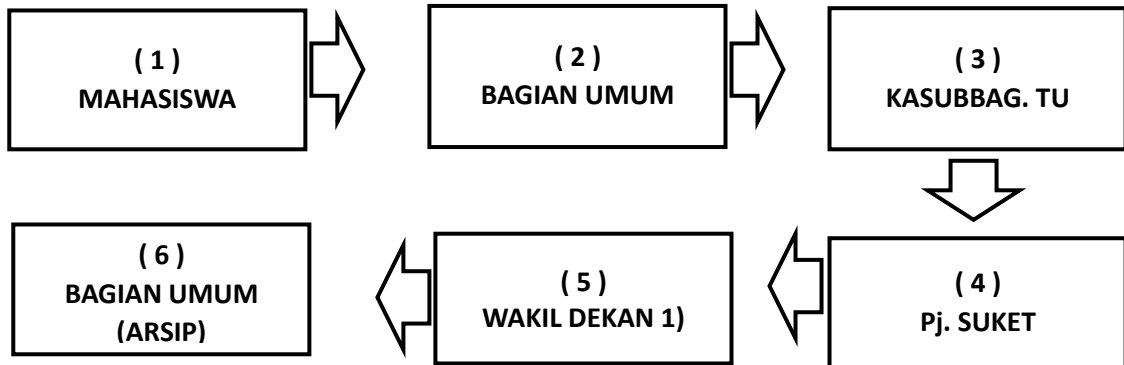 ( 1 )
MAHASISWA
( 2 )
BAGIAN UMUM
( 3 )
KASUBBAG. TU
( 4 )
Pj. SUKET
( 5 )
WAKIL DEKAN 1)
( 6 )
BAGIAN UMUM
(ARSIP)